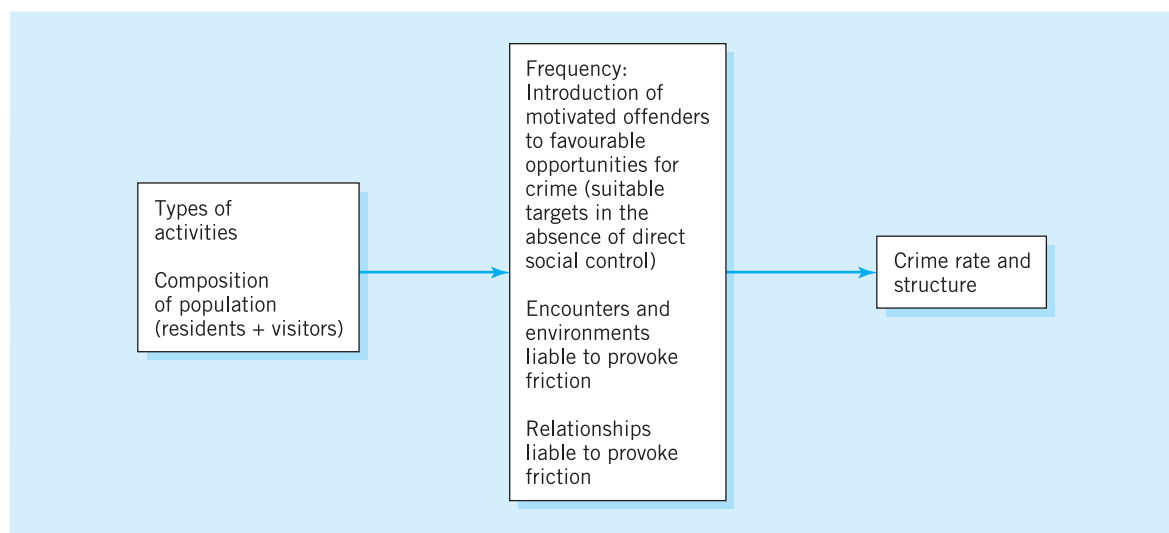 Types of
activities
Composition
of population
(residents + visitors)
Frequency:
Introduction of
motivated offenders
to favourable
opportunities for
crime (suitable
targets in the
absence of direct
social control)
Encounters and
environments
liable to provoke
friction
Relationships
liable to provoke
friction
Crime rate and
structure